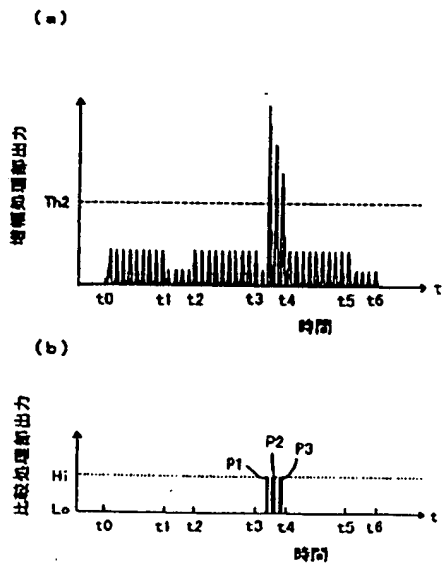 (a)
増幅処理部出力
Th2
t0 t1 t2 t3 t4 t5 t6 t
時間
(b)
比較処理部出力
P1 P2 P3
Hi
Lo
t0 t1 t2 t3 t4 t5 t6 t
時間